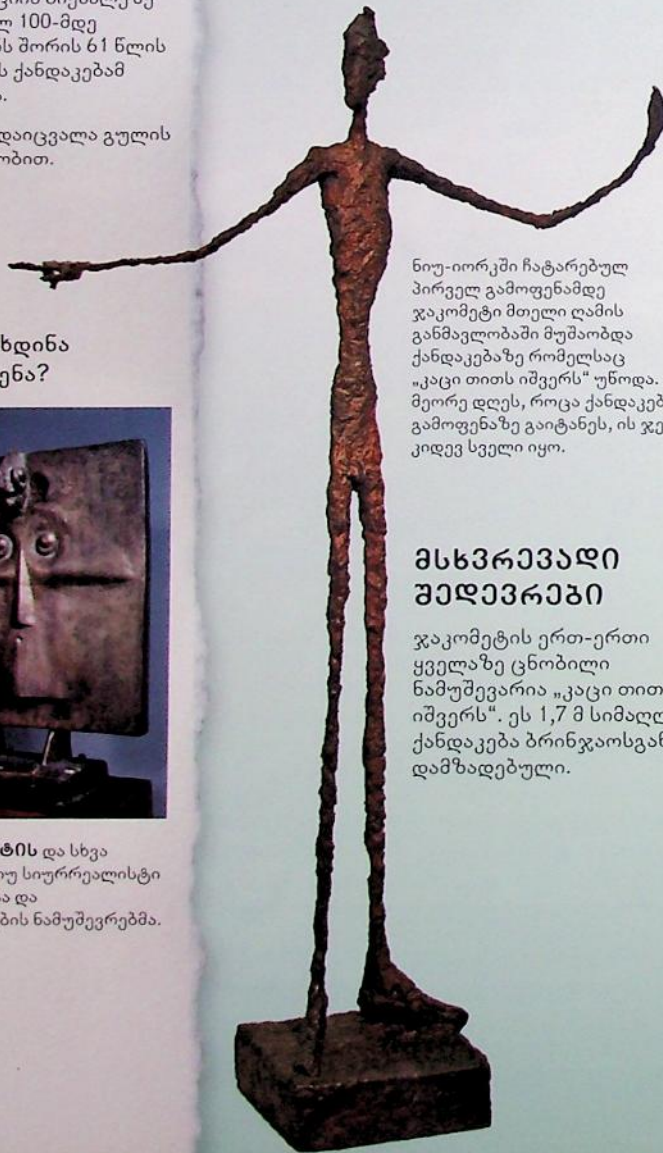 ლ 100-მდე
ს შორის 61 წლის
ს ქანდაკებამ
ა.
დაიცვალა გულის
ობით.
ხდინა
ენა?
ტის და სხვა
იუ სიურრეალისტი
ა და
ბის ნამუშევრებმა.
ნიუ-იორკში ჩატარებულ
პირველ გამოფენამდე
ჯაკომეტი მთელი ღამის
განმავლობაში მუშაობდა
ქანდაკებაზე რომელსაც
„კაცი თითს იშვერს“ უწოდა.
მეორე დღეს, როცა ქანდაკებ
გამოფენაზე გაიტანეს, ის ჯე
კიდევ სველი იყო.
მსხვრევადი
შედევრები
ჯაკომეტის ერთ-ერთი
ყველაზე ცნობილი
ნამუშევარია „კაცი თით
იშვერს“. ეს 1,7 მ სიმაღლ
ქანდაკება ბრინჯაოსგან
დამზადებული.